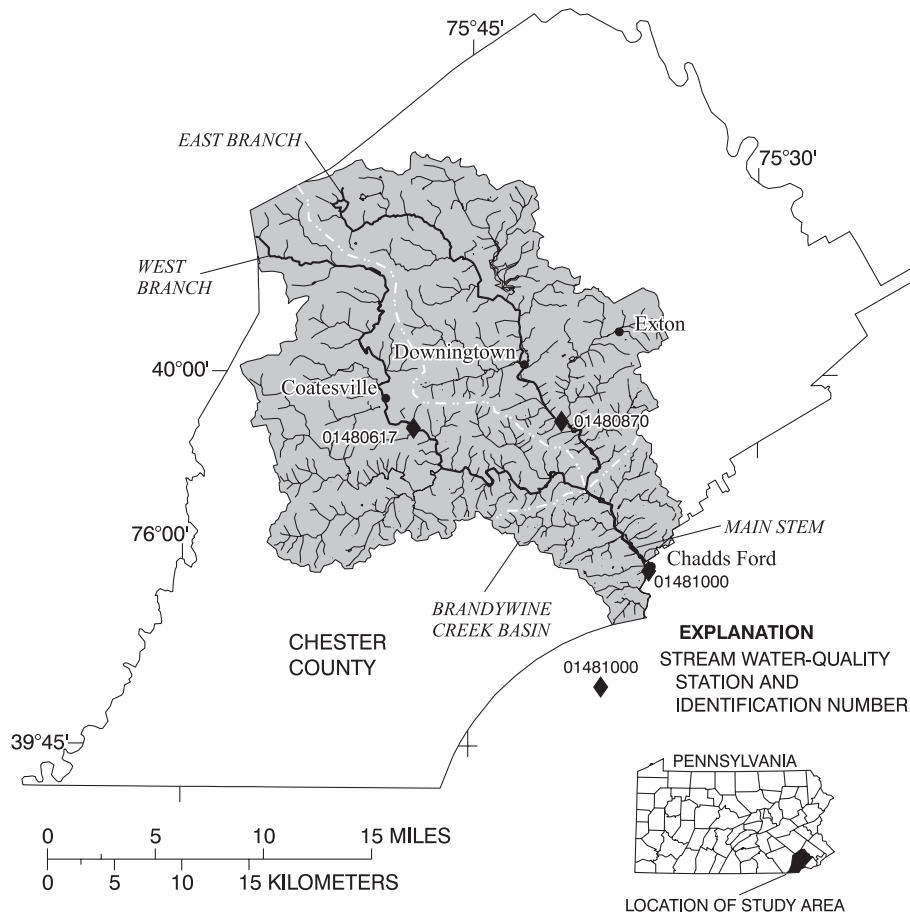 75°45'
EAST BRANCH
75°30'
WEST
BRANCH
Exton
Downingtown
40°00'
Coatesville
01480870
01480617
MAIN STEM
76°00'
Chadds Ford
01481000
BRANDYWINE
CREEK BASIN
CHESTER
COUNTY
EXPLANATION
01481000
STREAM WATER-QUALITY
STATION AND
IDENTIFICATION NUMBER
39°45'
PENNSYLVANIA
0 5 10 15 MILES
0 5 10 15 KILOMETERS
LOCATION OF STUDY AREA